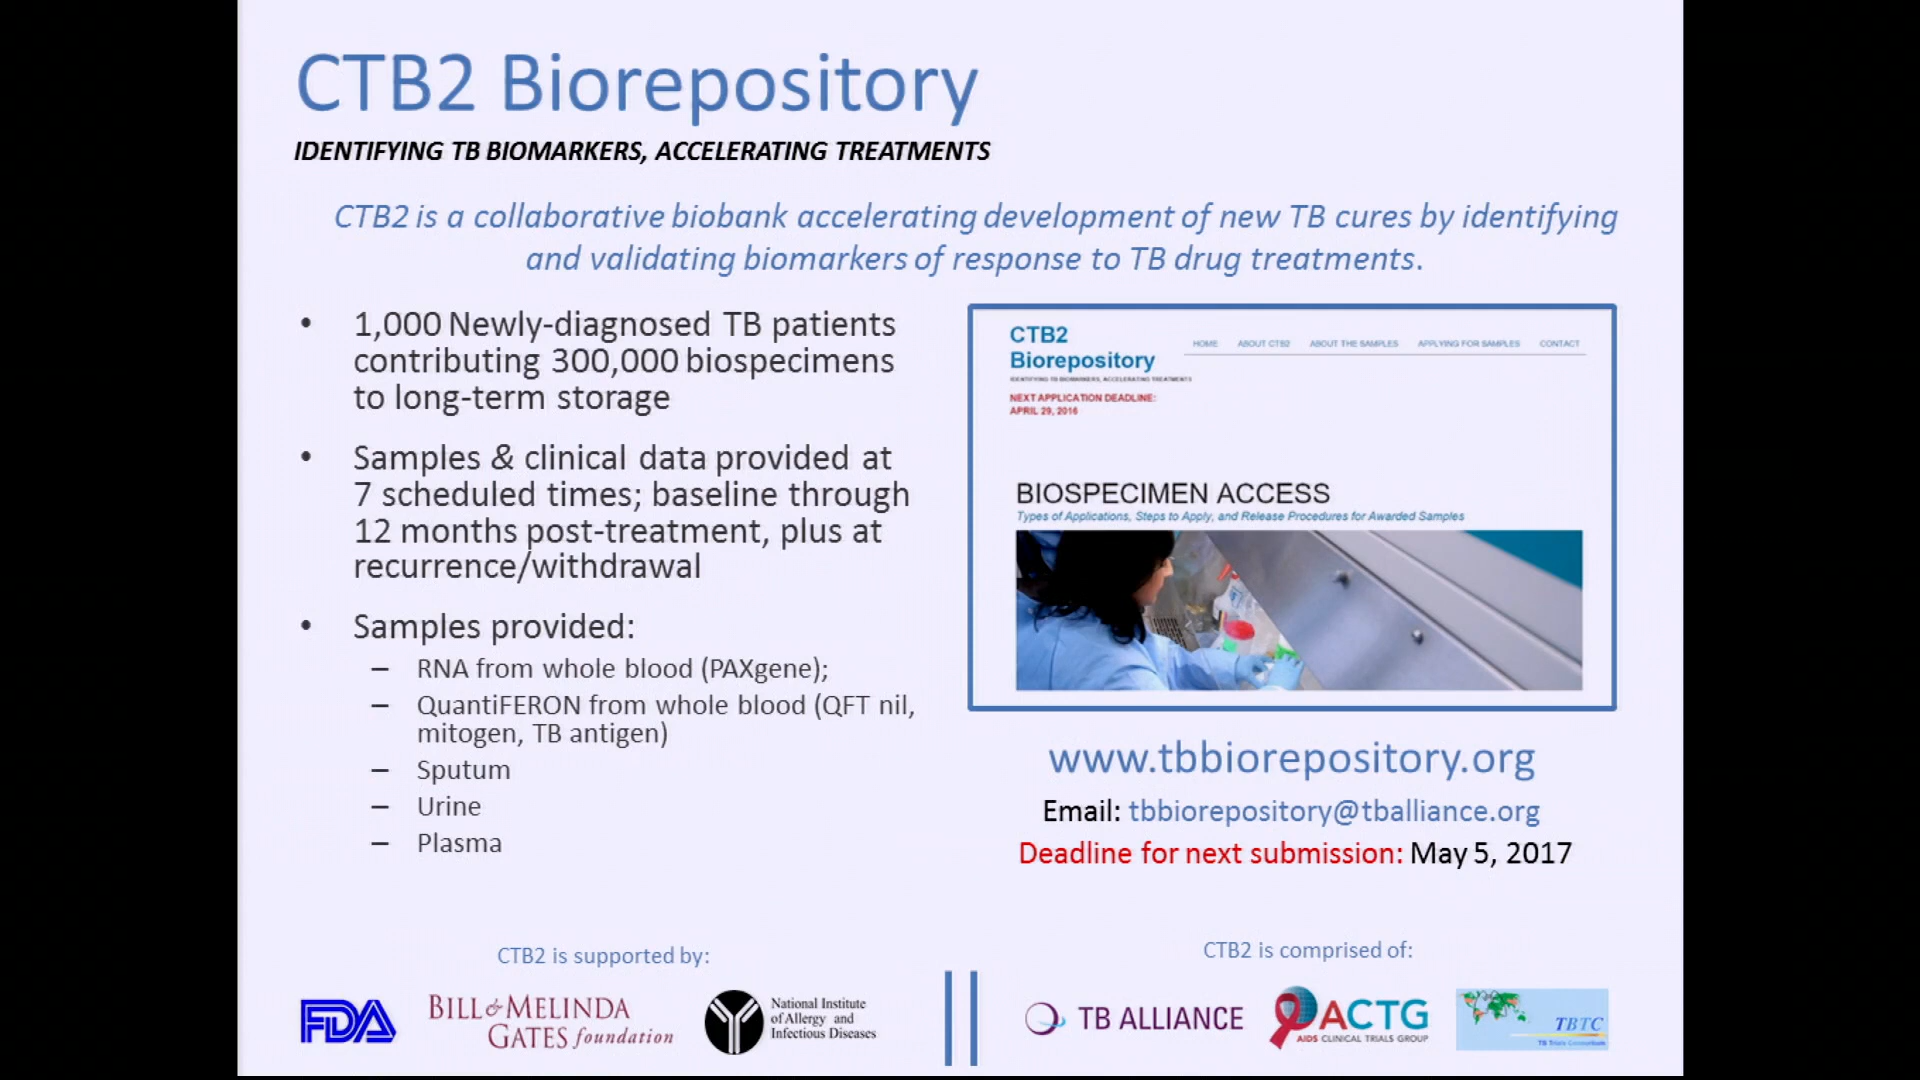 CTB2 Biorepository
IDENTIFYING TB BIOMARKERS, ACCELERATING TREATMENTS
CTB2 is a collaborative biobank accelerating development of new TB cures by identifying
and validating biomarkers of response to TB drug treatments.
• 1,000 Newly-diagnosed TB patients
contributing 300,000 biospecimens
to long-term storage
• Samples & clinical data provided at
7 scheduled times; baseline through
12 months post-treatment, plus at
recurrence/withdrawal
• Samples provided:
– RNA from whole blood (PAXgene);
– QuantiFERON from whole blood (QFT nil,
mitogen, TB antigen)
– Sputum
– Urine
– Plasma
CTB2
Biorepository
IDENTIFYING TB BIOMARKERS, ACCELERATING TREATMENTS
NEXT APPLICATION DEADLINE:
APRIL 29, 2016
HOME ABOUT CTB2 ABOUT THE SAMPLES APPLYING FOR SAMPLES CONTACT
BIOSPECIMEN ACCESS
Types of Applications, Steps to Apply, and Release Procedures for Awarded Samples
www.tbbiorepository.org
Email: tbbiorepository@tballiance.org
Deadline for next submission: May 5, 2017
CTB2 is supported by:
FDA
BILL & MELINDA
GATES foundation
National Institute
of Allergy and
Infectious Diseases
CTB2 is comprised of:
TB ALLIANCE
ACTG
AIDS CLINICAL TRIALS GROUP
TBTC
TB Trials Consortium